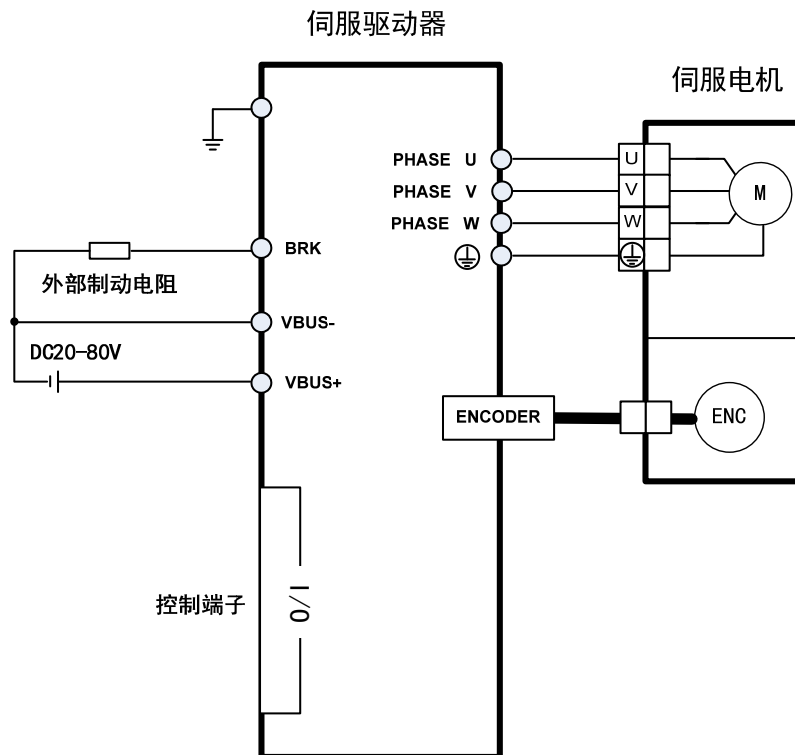 伺服驱动器
伺服电机
PHASE U
PHASE V
PHASE W
U
V
W
M
BRK
外部制动电阻
VBUS-
DC20-80V
VBUS+
ENCODER
ENC
控制端子
I/O